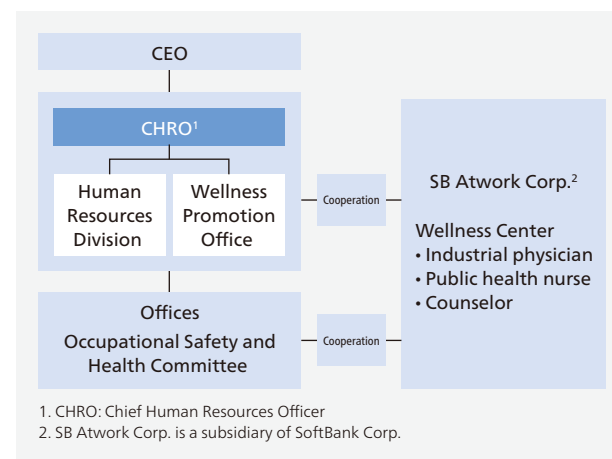 CEO
CHRO¹
Human
Resources
Division
Wellness
Promotion
Office
Cooperation
SB Atwork Corp.²
Wellness Center
• Industrial physician
• Public health nurse
• Counselor
Offices
Occupational Safety and
Health Committee
Cooperation
1. CHRO: Chief Human Resources Officer
2. SB Atwork Corp. is a subsidiary of SoftBank Corp.